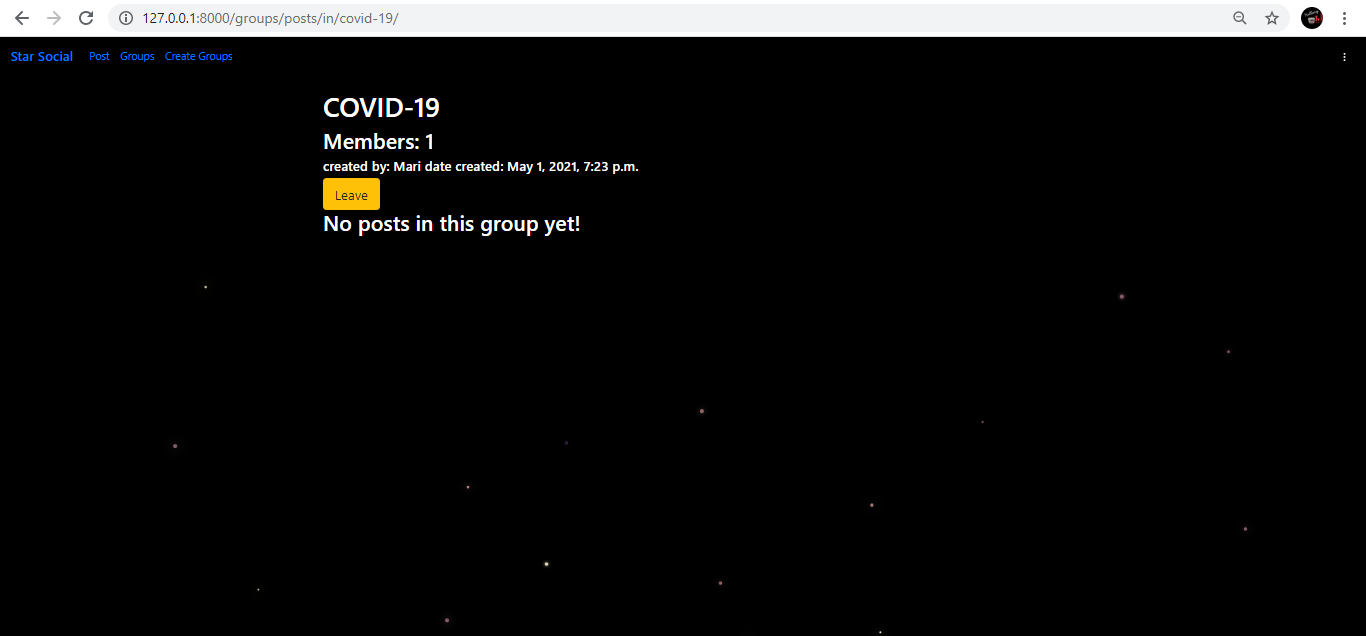 127.0.0.1:8000/groups/posts/in/covid-19/
Star Social Post Groups Create Groups
COVID-19
Members: 1
created by: Mari date created: May 1, 2021, 7:23 p.m.
Leave
No posts in this group yet!